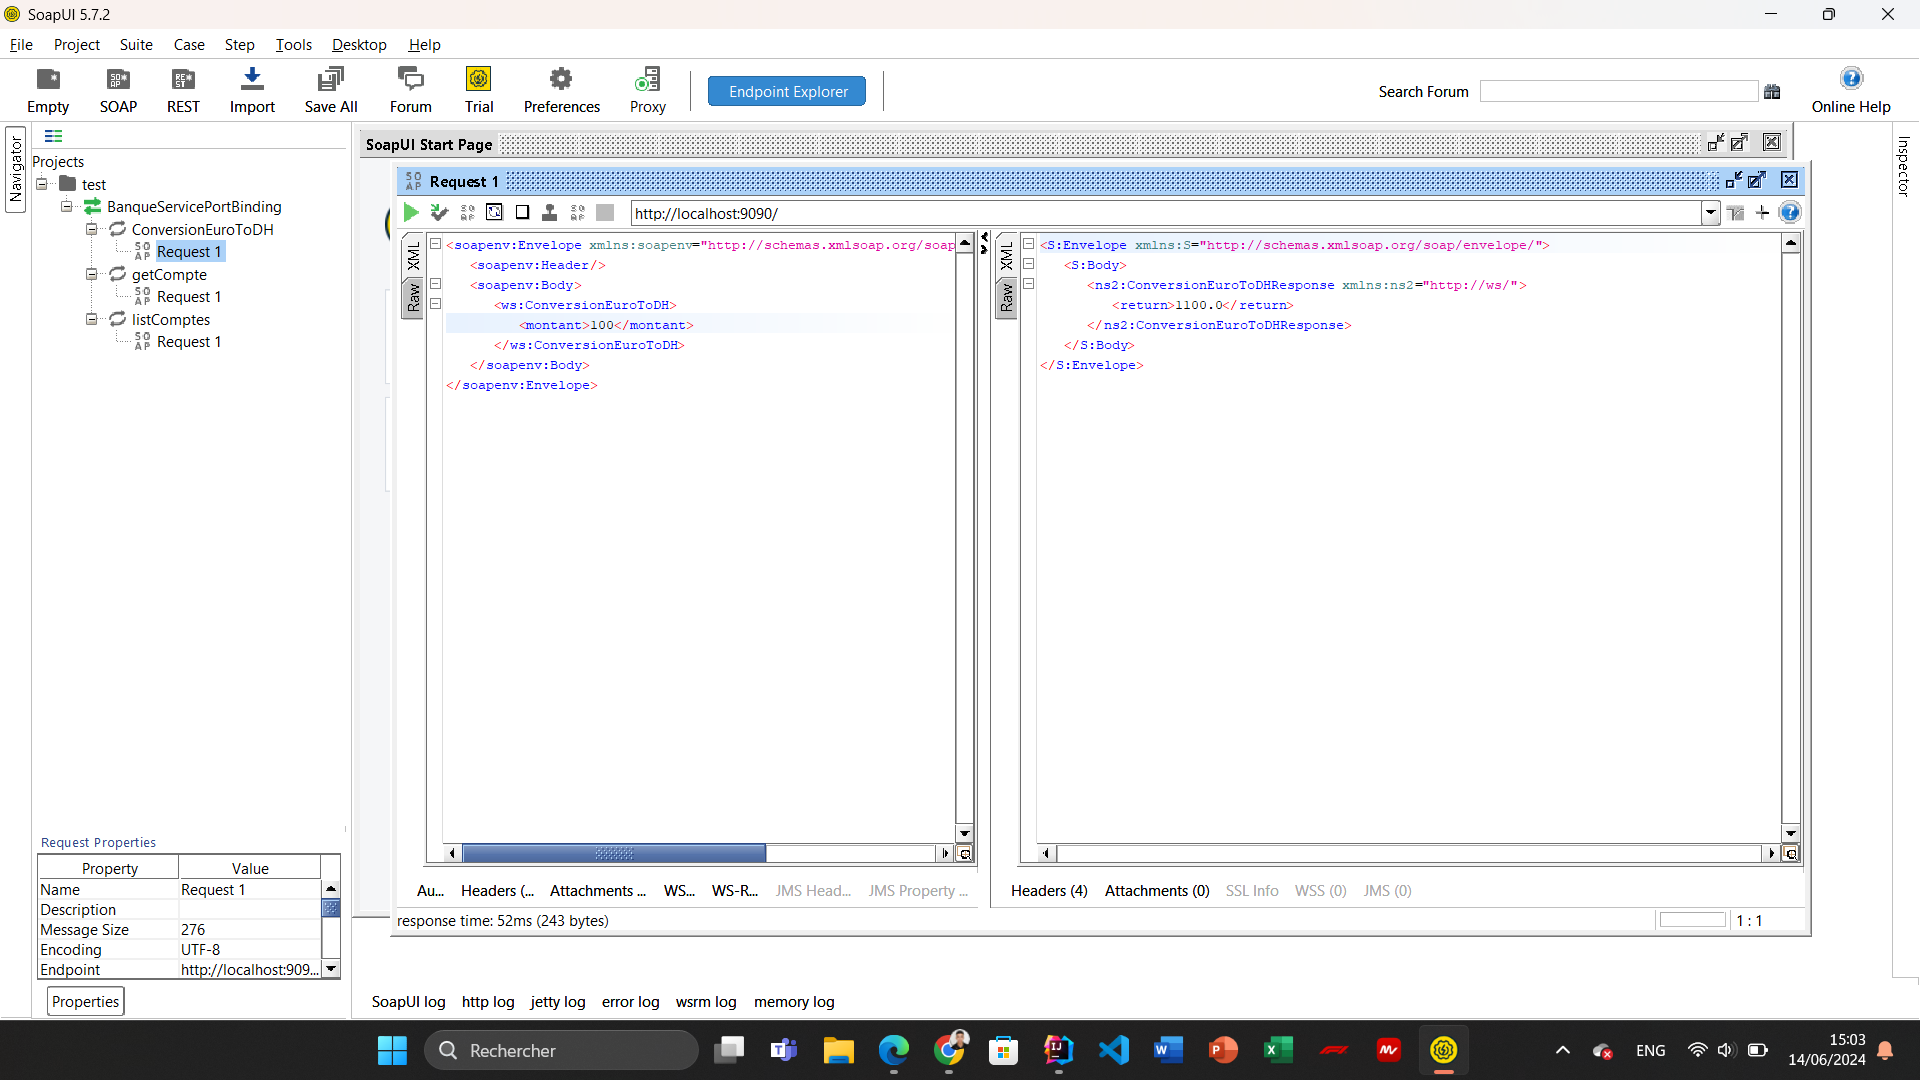 SoapUI 5.7.2
File Project Suite Case Step Tools Desktop Help
Empty SOAP REST Import Save All Forum Trial Preferences Proxy
Endpoint Explorer
Search Forum
Online Help
Navigator
Projects
test
BanqueServicePortBinding
ConversionEuroToDH
Request 1
getCompte
Request 1
listComptes
Request 1
SoapUI Start Page
Request 1
http://localhost:9090/
XML
Raw
<soapenv:Envelope xmlns:soapenv="http://schemas.xmlsoap.org/soap
<soapenv:Header/>
<soapenv:Body>
<ws:ConversionEuroToDH>
<montant>100</montant>
</ws:ConversionEuroToDH>
</soapenv:Body>
</soapenv:Envelope>
XML
Raw
<S:Envelope xmlns:S="http://schemas.xmlsoap.org/soap/envelope/">
<S:Body>
<ns2:ConversionEuroToDHResponse xmlns:ns2="http://ws/">
<return>1100.0</return>
</ns2:ConversionEuroToDHResponse>
</S:Body>
</S:Envelope>
Inspector
Au... Headers (... Attachments ... WS... WS-R... JMS Head... JMS Property ...
Headers (4) Attachments (0) SSL Info WSS (0) JMS (0)
response time: 52ms (243 bytes)
1 : 1
Request Properties
Property Value
Name Request 1
Description
Message Size 276
Encoding UTF-8
Endpoint http://localhost:909...
Properties
SoapUI log http log jetty log error log wsrm log memory log
Rechercher
ENG
15:03
14/06/2024